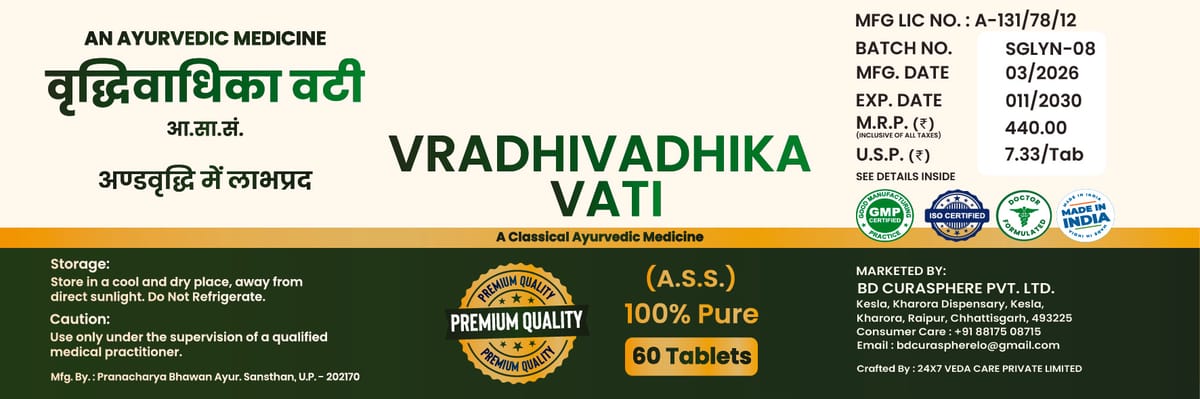 AN AYURVEDIC MEDICINE
वृद्धिवाधिका वटी
आ.सा.सं.
अण्डवृद्धि में लाभप्रद
VRADHIVADHIKA
VATI
A Classical Ayurvedic Medicine
MFG LIC NO. : A-131/78/12
BATCH NO. SGLYN-08
MFG. DATE 03/2026
EXP. DATE 011/2030
M.R.P. (₹) 440.00
(INCLUSIVE OF ALL TAXES)
U.S.P. (₹) 7.33/Tab
SEE DETAILS INSIDE
GOOD MANUFACTURING
GMP
CERTIFIED
PRACTICE
ISO CERTIFIED
DOCTOR
FORMULATED
MADE IN INDIA
MADE IN
INDIA
Storage:
Store in a cool and dry place, away from
direct sunlight. Do Not Refrigerate.
Caution:
Use only under the supervision of a qualified
medical practitioner.
Mfg. By. : Pranacharya Bhawan Ayur. Sansthan, U.P. - 202170
PREMIUM QUALITY
PREMIUM QUALITY
PREMIUM QUALITY
(A.S.S.)
100% Pure
60 Tablets
MARKETED BY:
BD CURASPHERE PVT. LTD.
Kesla, Kharora Dispensary, Kesla,
Kharora, Raipur, Chhattisgarh, 493225
Consumer Care : +91 88175 08715
Email : bdcuraspherelo@gmail.com
Crafted By : 24X7 VEDA CARE PRIVATE LIMITED